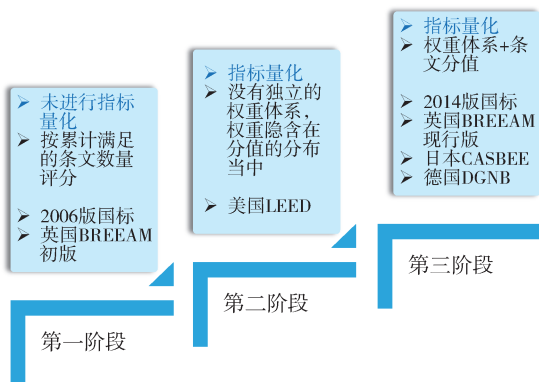 ➢ 未进行指标
量化
➢ 按累计满足
的条文数量
评分
➢ 2006版国标
➢ 英国BREEAM
初版
第一阶段
➢ 指标量化
➢ 没有独立的
权重体系，
权重隐含在
分值的分布
当中
➢ 美国LEED
第二阶段
➢ 指标量化
➢ 权重体系+条
文分值
➢ 2014版国标
➢ 英国BREEAM
现行版
➢ 日本CASBEE
➢ 德国DGNB
第三阶段